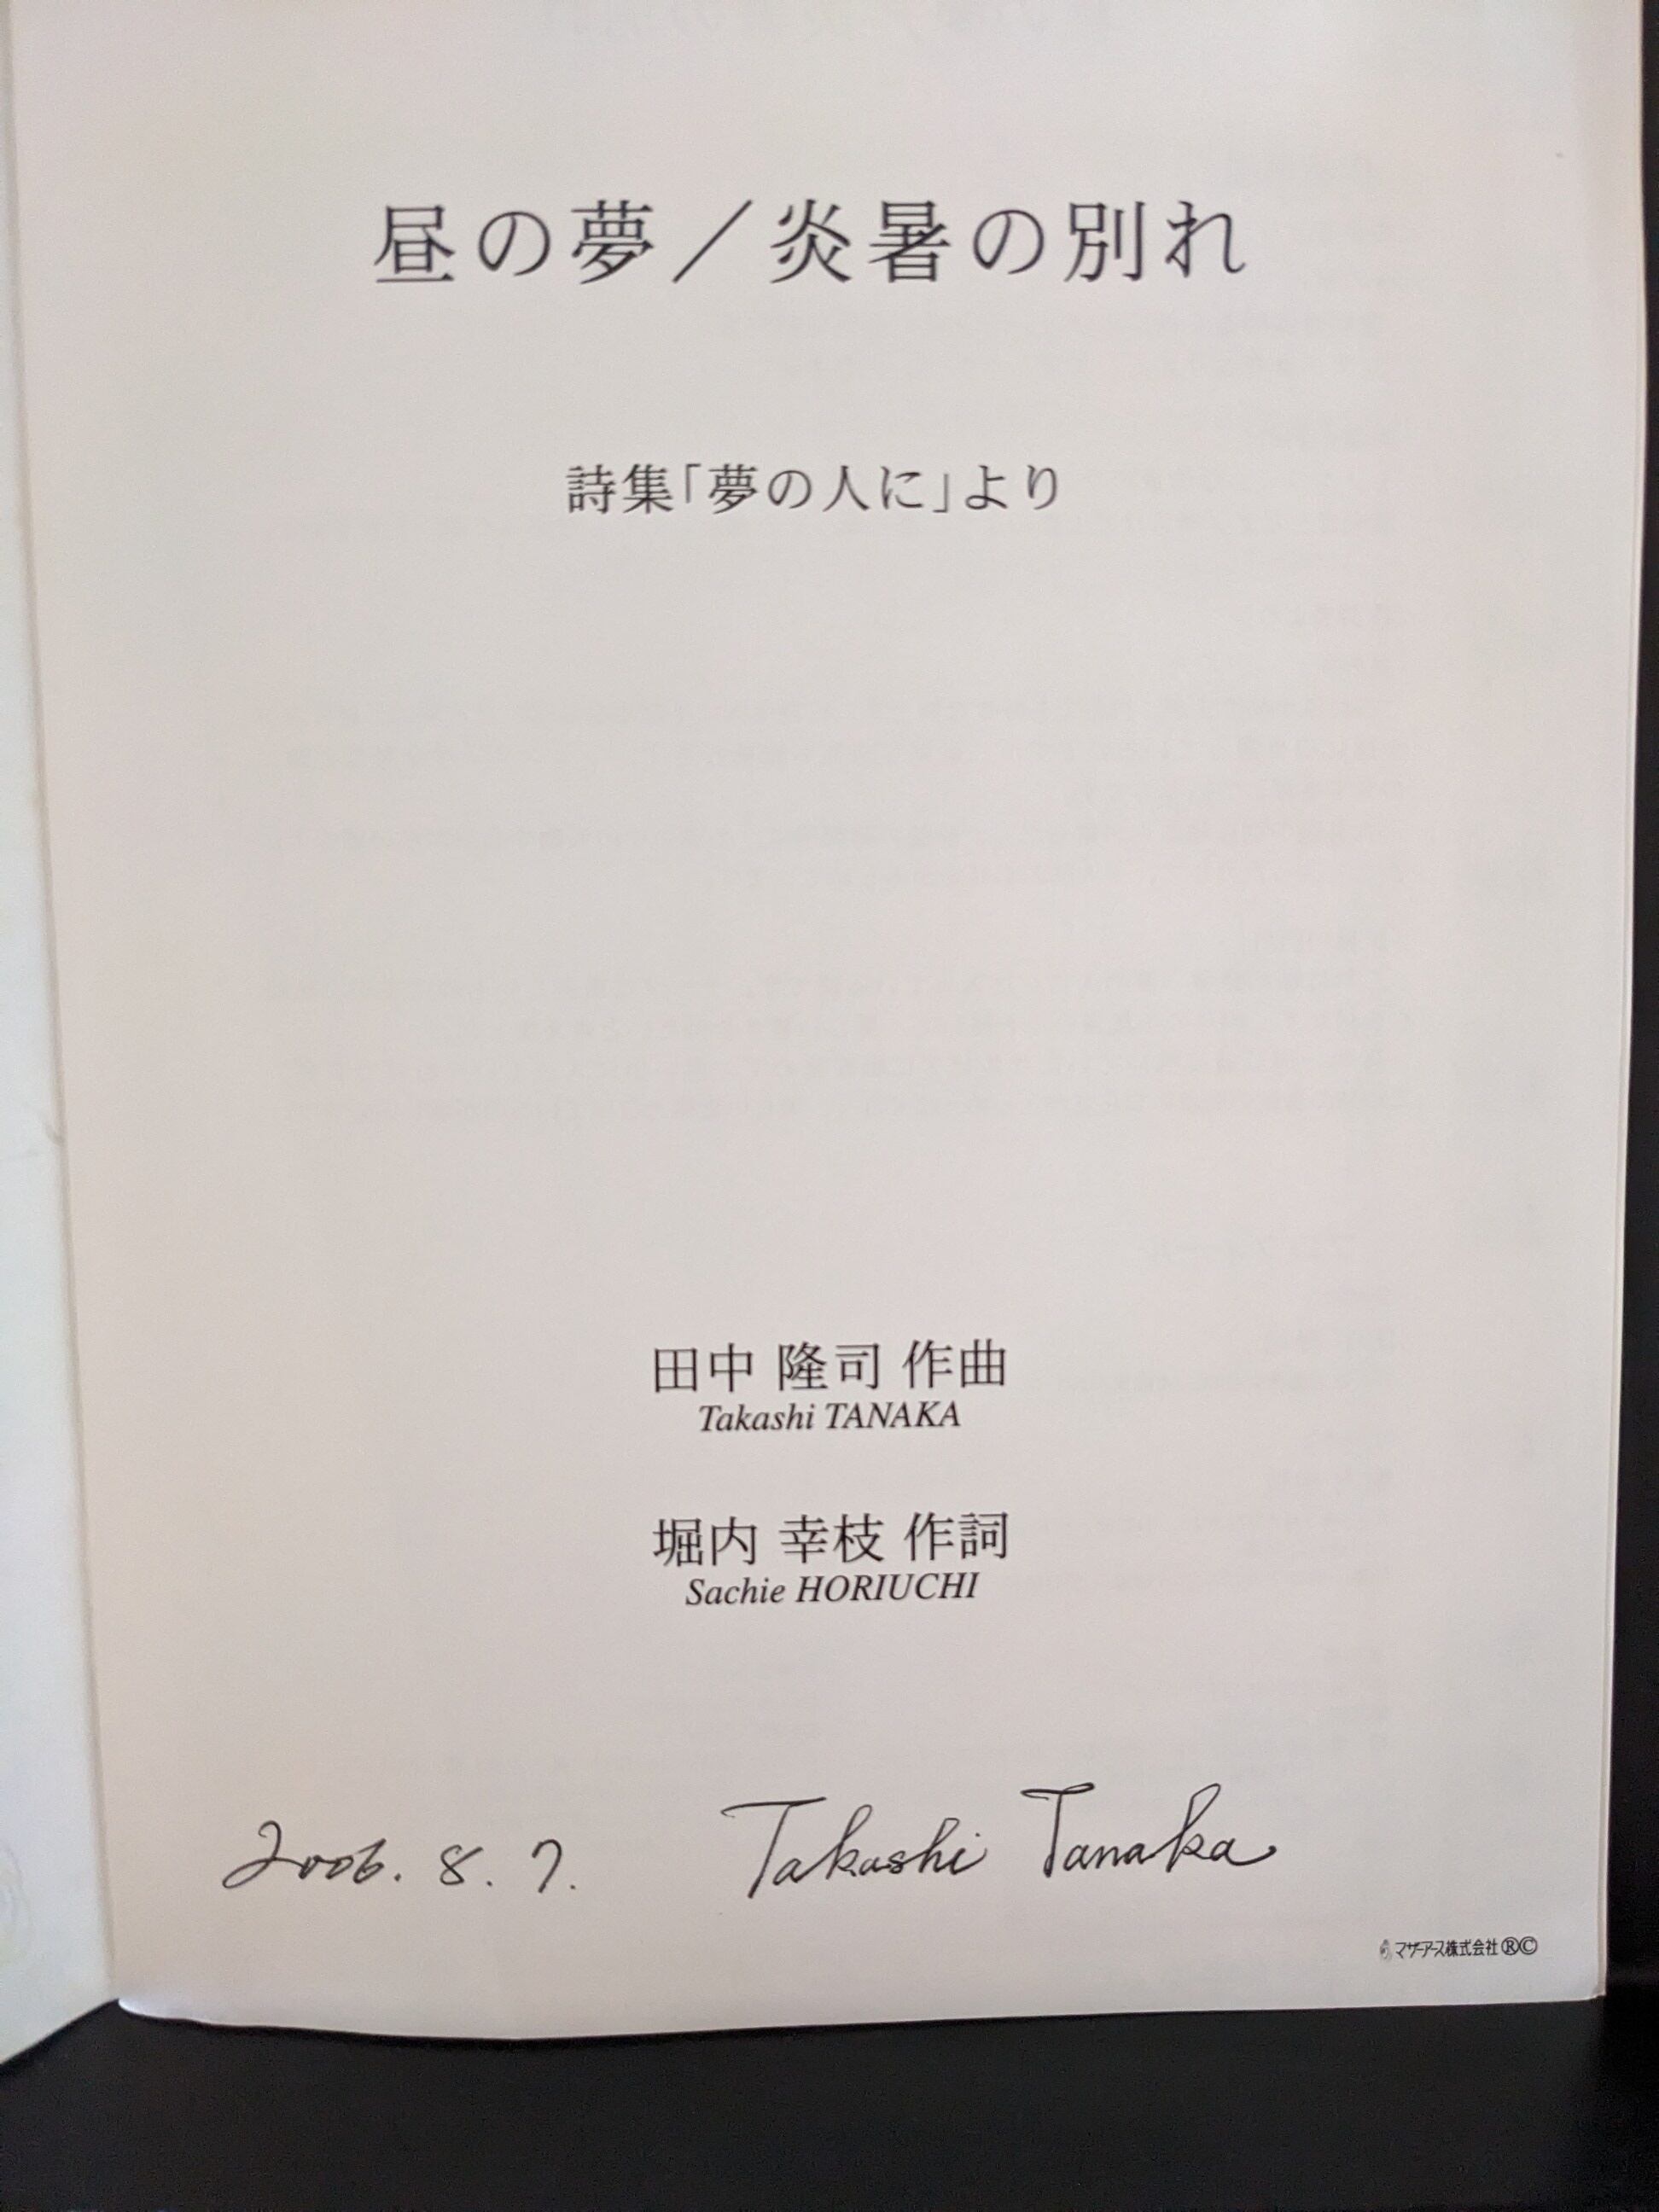 昼の夢／炎暑の別れ
詩集「夢の人に」より
田中 隆司 作曲
Takashi TANAKA
堀内 幸枝 作詞
Sachie HORIUCHI
2006. 8. 7. Takashi Tanaka
マザーアース株式会社®©